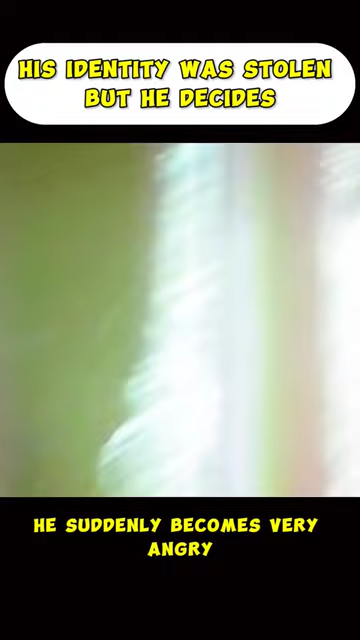 HIS IDENTITY WAS STOLEN
BUT HE DECIDES
HE SUDDENLY BECOMES VERY
ANGRY